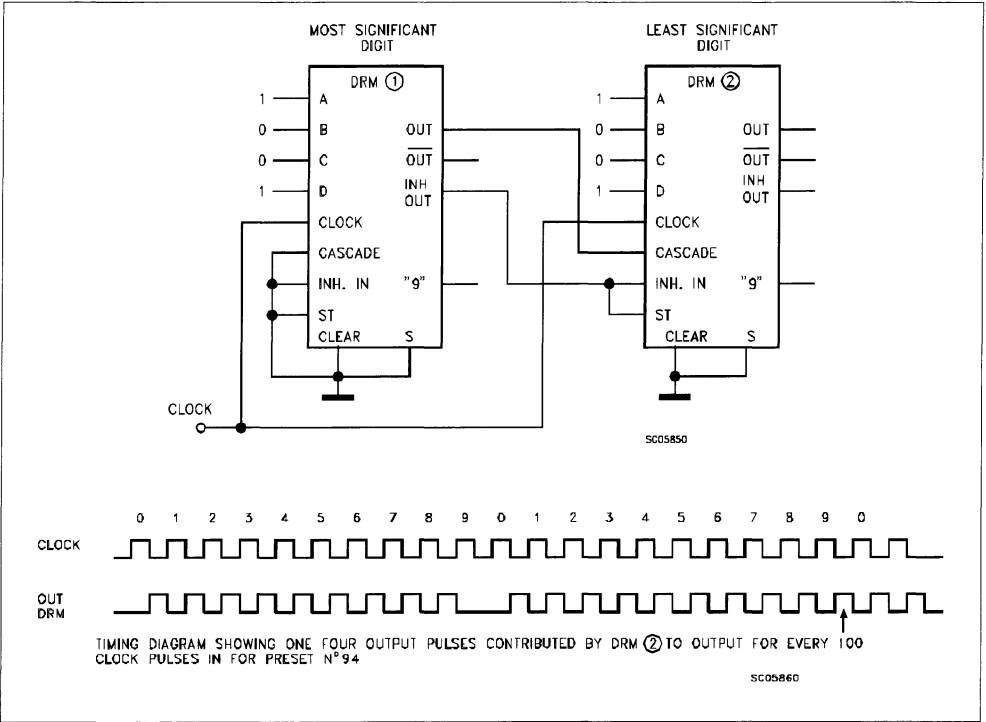 MOST SIGNIFICANT
DIGIT
LEAST SIGNIFICANT
DIGIT
DRM ①
DRM ②
1 A
1 A
0 B OUT
0 B OUT
0 C O̅U̅T̅
0 C O̅U̅T̅
1 D INH
OUT
1 D INH
OUT
CLOCK
CLOCK
CASCADE
CASCADE
INH. IN "9"
INH. IN "9"
ST
ST
CLEAR S
CLEAR S
CLOCK
SC05850
0 1 2 3 4 5 6 7 8 9 0 1 2 3 4 5 6 7 8 9 0
CLOCK
OUT
DRM
TIMING DIAGRAM SHOWING ONE FOUR OUTPUT PULSES CONTRIBUTED BY DRM ② TO OUTPUT FOR EVERY 100
CLOCK PULSES IN FOR PRESET N°94
SC05860